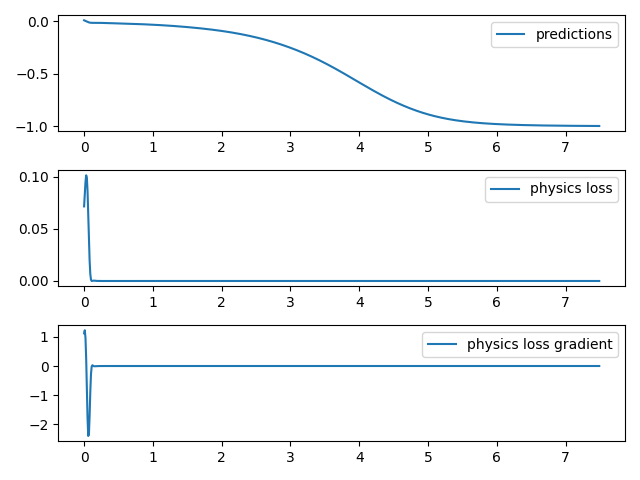 0.0
−0.5
−1.0
predictions
0 1 2 3 4 5 6 7
0.10
0.05
0.00
physics loss
0 1 2 3 4 5 6 7
1
0
−1
−2
physics loss gradient
0 1 2 3 4 5 6 7